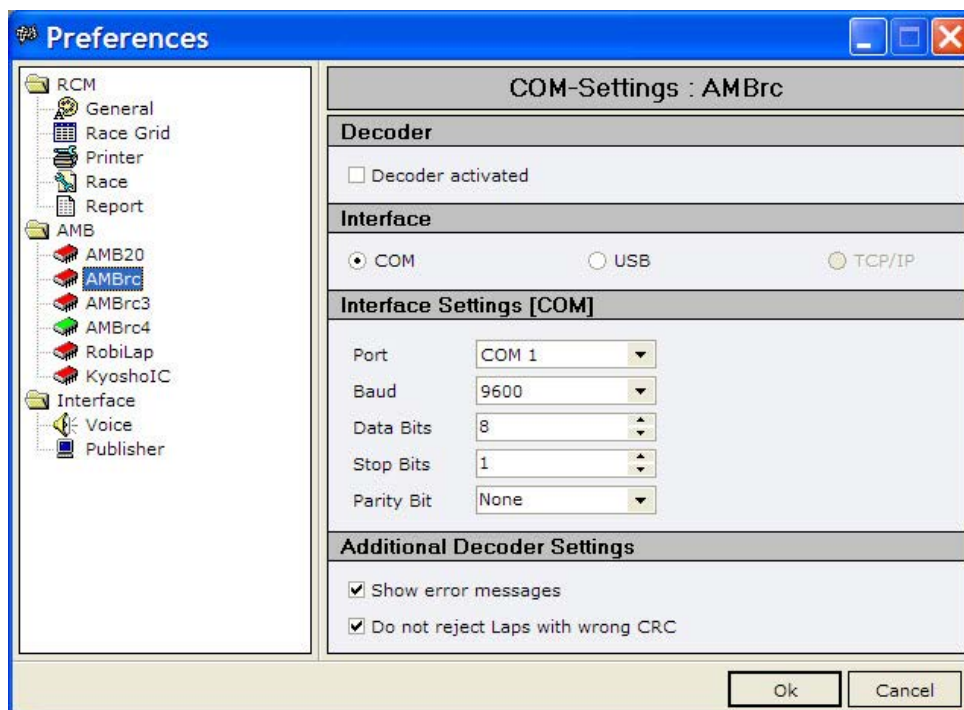 Preferences
RCM
General
Race Grid
Printer
Race
Report
AMB
AMB20
AMBrc
AMBrc3
AMBrc4
RobiLap
KyoshoIC
Interface
Voice
Publisher
COM-Settings : AMBrc
Decoder
Decoder activated
Interface
COM USB TCP/IP
Interface Settings [COM]
Port COM 1
Baud 9600
Data Bits 8
Stop Bits 1
Parity Bit None
Additional Decoder Settings
Show error messages
Do not reject Laps with wrong CRC
Ok Cancel